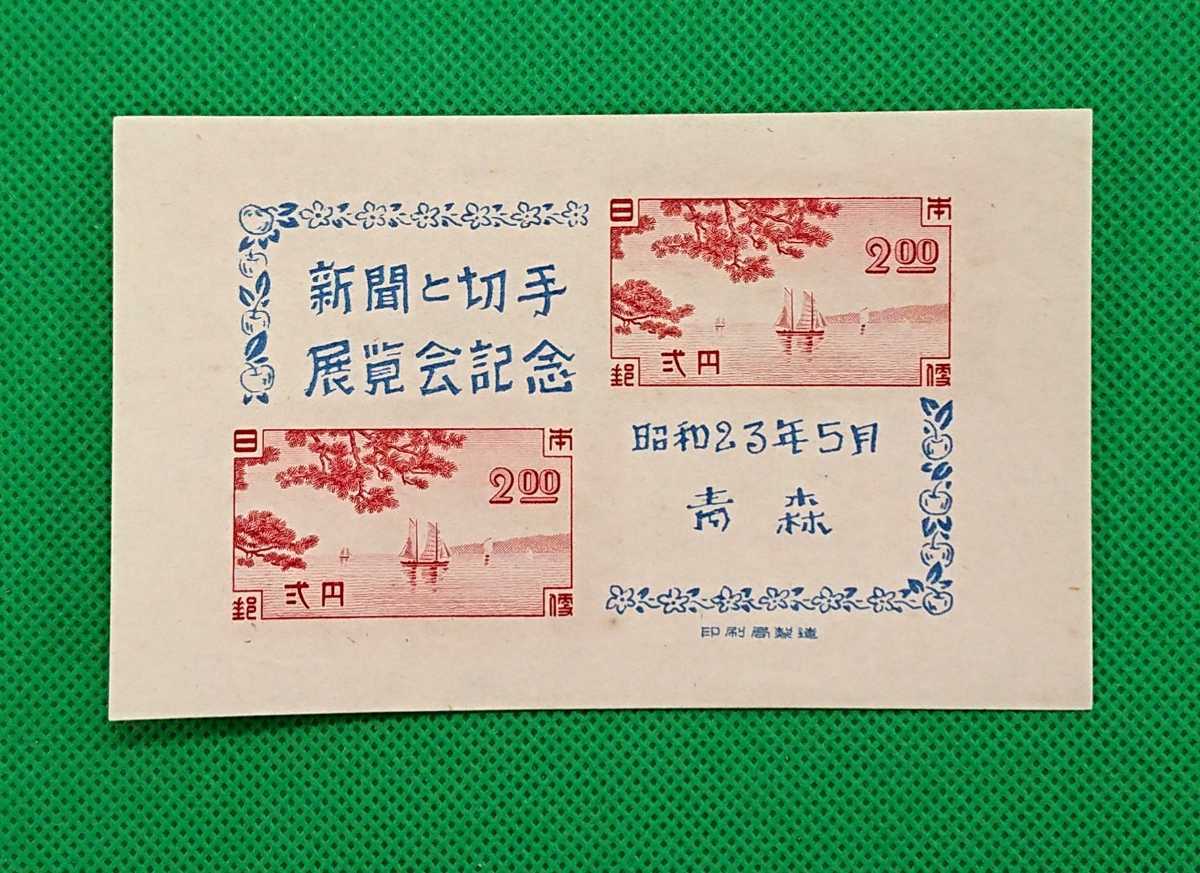 新聞と切手
展覧会記念
日本
2.00
弐円
郵便
昭和23年5月
青森
日本
2.00
弐円
郵便
印刷局製造